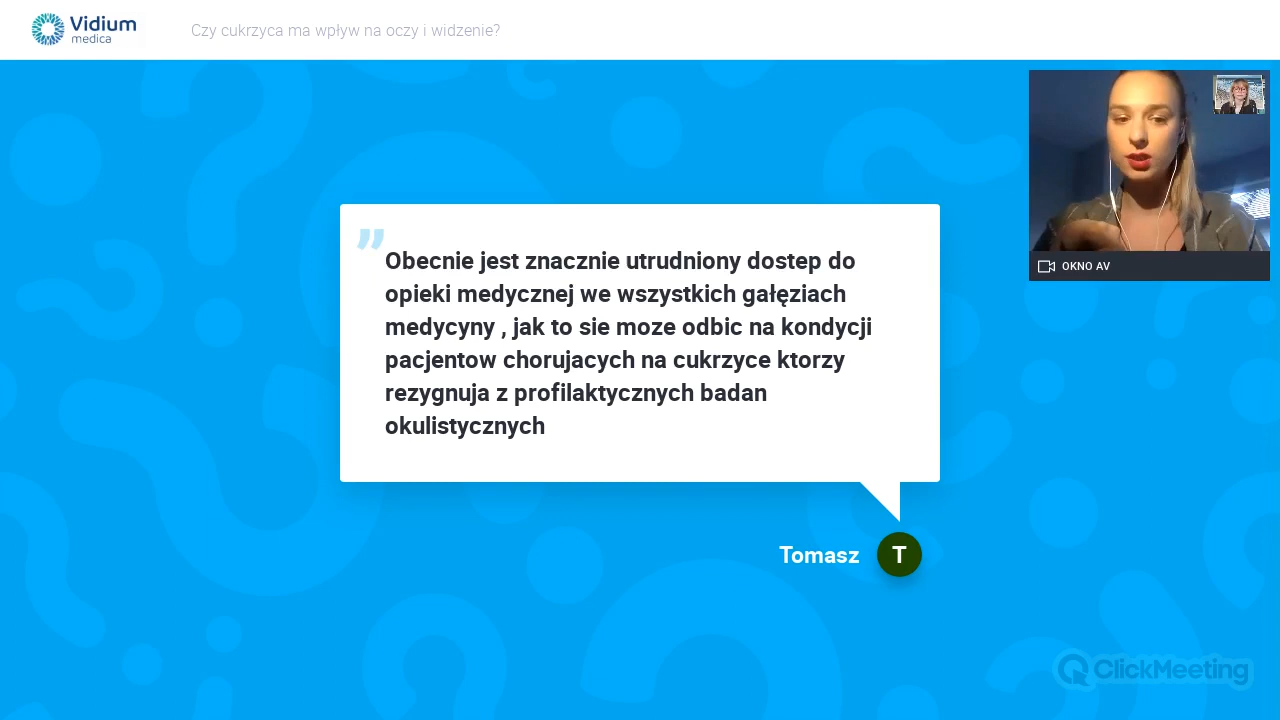 Vidium
medica
Czy cukrzyca ma wpływ na oczy i widzenie?
OKNO AV
Obecnie jest znacznie utrudniony dostep do
opieki medycznej we wszystkich gałęziach
medycyny , jak to sie moze odbic na kondycji
pacjentow chorujacych na cukrzyce ktorzy
rezygnuja z profilaktycznych badan
okulistycznych
Tomasz
T
ClickMeeting